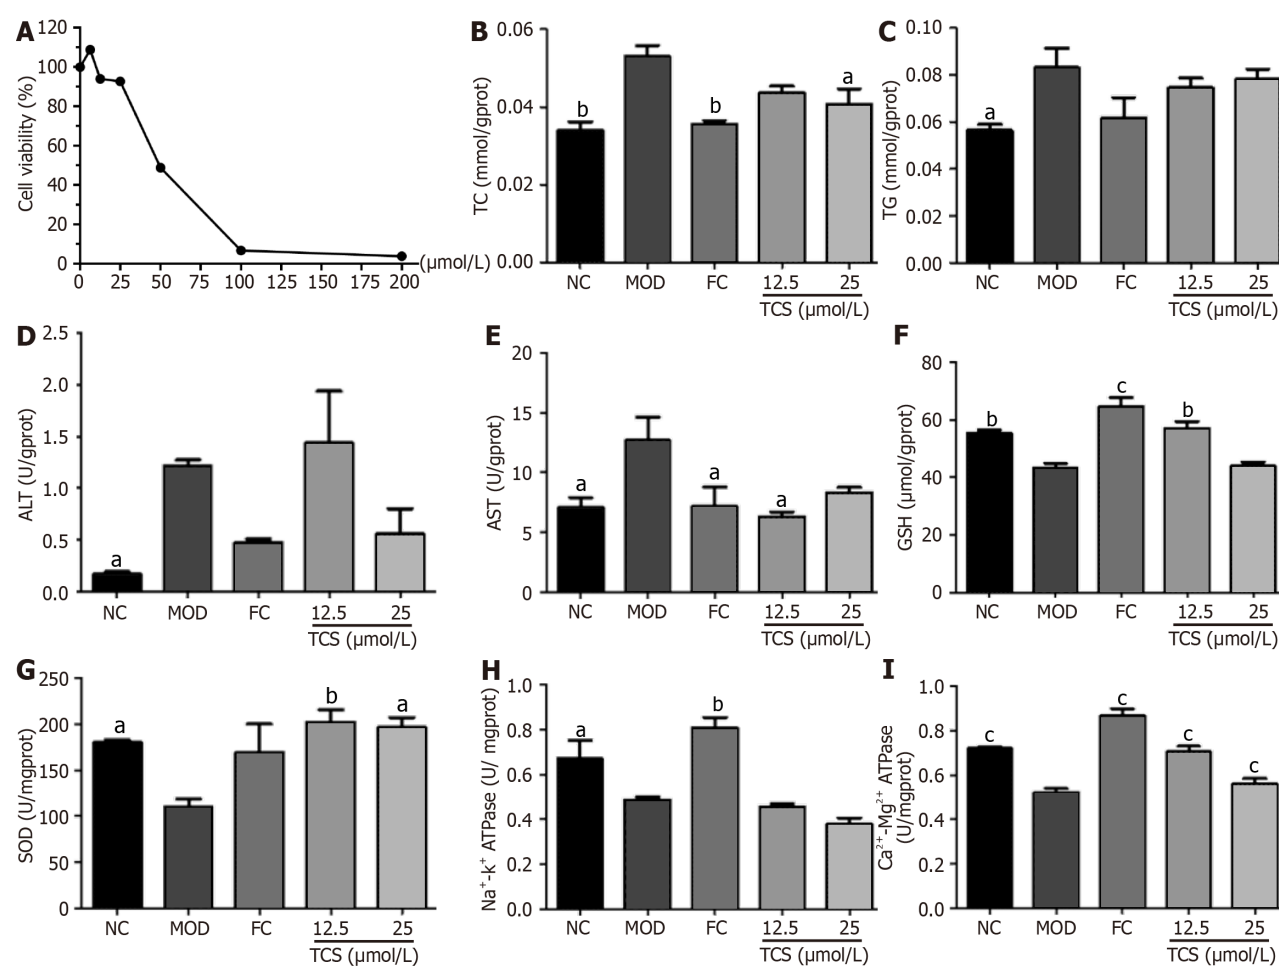 A
120
100
80
60
40
20
0
Cell viability (%)
0 25 50 75 100 125 150 175 200 (μmol/L)
B
0.06
0.04
0.02
0.00
TC (mmol/gprot)
b
b
a
NC MOD FC 12.5 25
TCS (μmol/L)
C
0.10
0.08
0.06
0.04
0.02
0.00
TG (mmol/gprot)
a
NC MOD FC 12.5 25
TCS (μmol/L)
D
2.5
2.0
1.5
1.0
0.5
0.0
ALT (U/gprot)
a
NC MOD FC 12.5 25
TCS (μmol/L)
E
20
15
10
5
0
AST (U/gprot)
a
a
a
NC MOD FC 12.5 25
TCS (μmol/L)
F
80
60
40
20
0
GSH (μmol/gprot)
b
c
b
NC MOD FC 12.5 25
TCS (μmol/L)
G
250
200
150
100
50
0
SOD (U/mgprot)
a
b
a
NC MOD FC 12.5 25
TCS (μmol/L)
H
1.0
0.8
0.6
0.4
0.2
0.0
Na⁺-k⁺ ATPase (U/ mgprot)
a
b
NC MOD FC 12.5 25
TCS (μmol/L)
I
1.0
0.8
0.6
0.4
0.2
0.0
Ca²⁺-Mg²⁺ ATPase
(U/mgprot)
c
c
c
c
NC MOD FC 12.5 25
TCS (μmol/L)